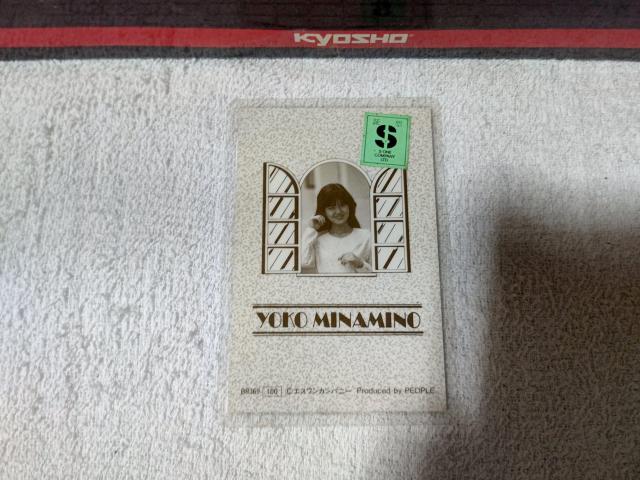 KYOSHO
S
S·ONE
COMPANY
LTD
YOKO MINAMINO
BR169 100 ©エスワンカンパニー Produced by PEOPLE